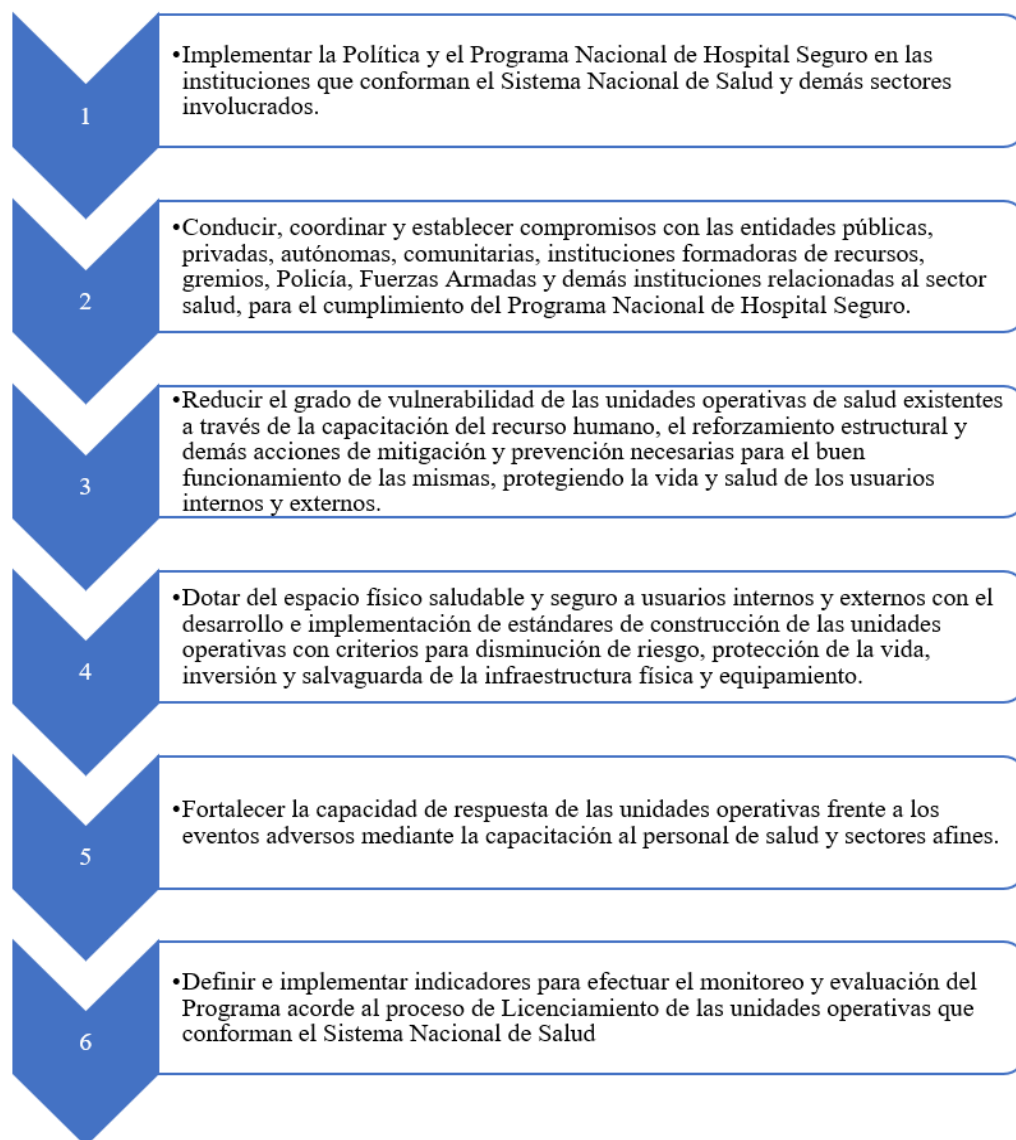 1
•Implementar la Política y el Programa Nacional de Hospital Seguro en las
instituciones que conforman el Sistema Nacional de Salud y demás sectores
involucrados.
2
•Conducir, coordinar y establecer compromisos con las entidades públicas,
privadas, autónomas, comunitarias, instituciones formadoras de recursos,
gremios, Policía, Fuerzas Armadas y demás instituciones relacionadas al sector
salud, para el cumplimiento del Programa Nacional de Hospital Seguro.
3
•Reducir el grado de vulnerabilidad de las unidades operativas de salud existentes
a través de la capacitación del recurso humano, el reforzamiento estructural y
demás acciones de mitigación y prevención necesarias para el buen
funcionamiento de las mismas, protegiendo la vida y salud de los usuarios
internos y externos.
4
•Dotar del espacio físico saludable y seguro a usuarios internos y externos con el
desarrollo e implementación de estándares de construcción de las unidades
operativas con criterios para disminución de riesgo, protección de la vida,
inversión y salvaguarda de la infraestructura física y equipamiento.
5
•Fortalecer la capacidad de respuesta de las unidades operativas frente a los
eventos adversos mediante la capacitación al personal de salud y sectores afines.
6
•Definir e implementar indicadores para efectuar el monitoreo y evaluación del
Programa acorde al proceso de Licenciamiento de las unidades operativas que
conforman el Sistema Nacional de Salud